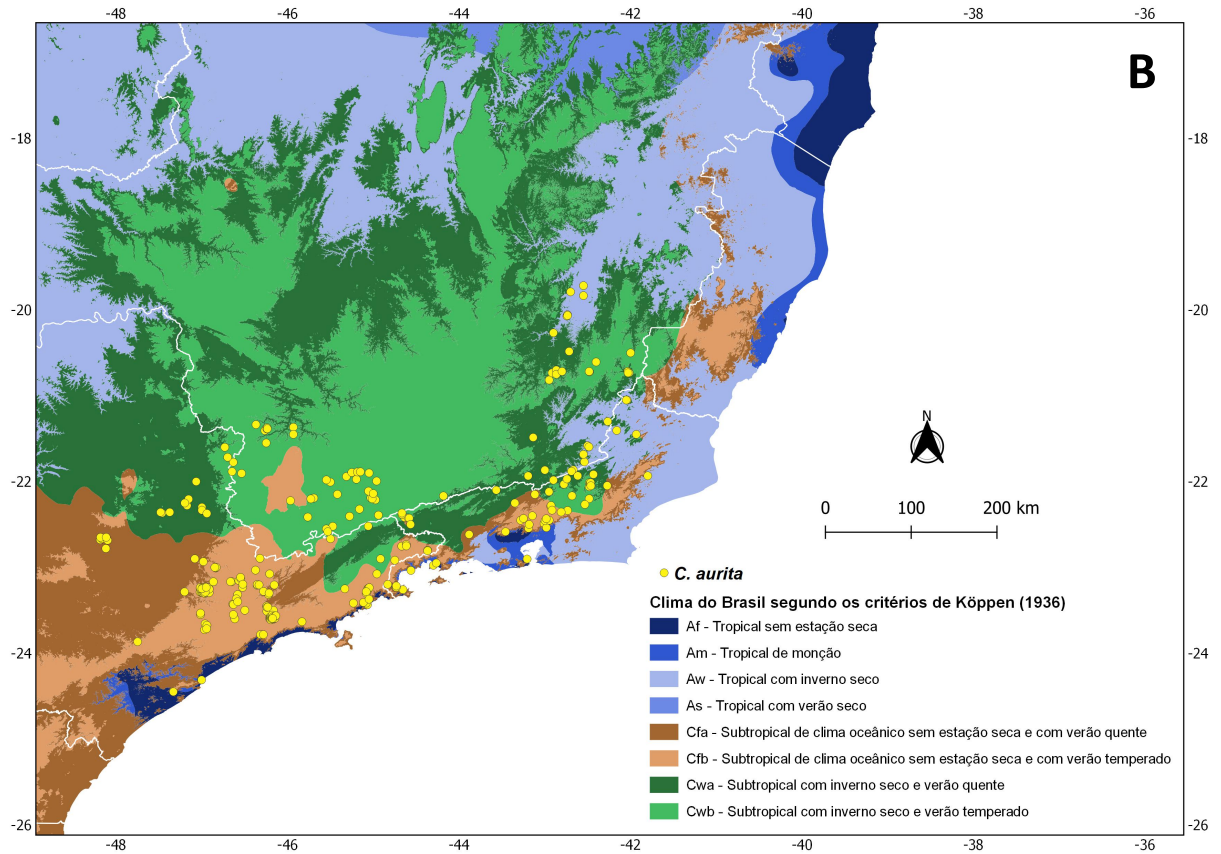 -48 -46 -44 -42 -40 -38 -36
B
-18 -18
-20 -20
N
-22 -22
0 100 200 km
C. aurita
Clima do Brasil segundo os critérios de Köppen (1936)
Af - Tropical sem estação seca
Am - Tropical de monção
-24 -24
Aw - Tropical com inverno seco
As - Tropical com verão seco
Cfa - Subtropical de clima oceânico sem estação seca e com verão quente
Cfb - Subtropical de clima oceânico sem estação seca e com verão temperado
Cwa - Subtropical com inverno seco e verão quente
Cwb - Subtropical com inverno seco e verão temperado
-26 -26
-48 -46 -44 -42 -40 -38 -36